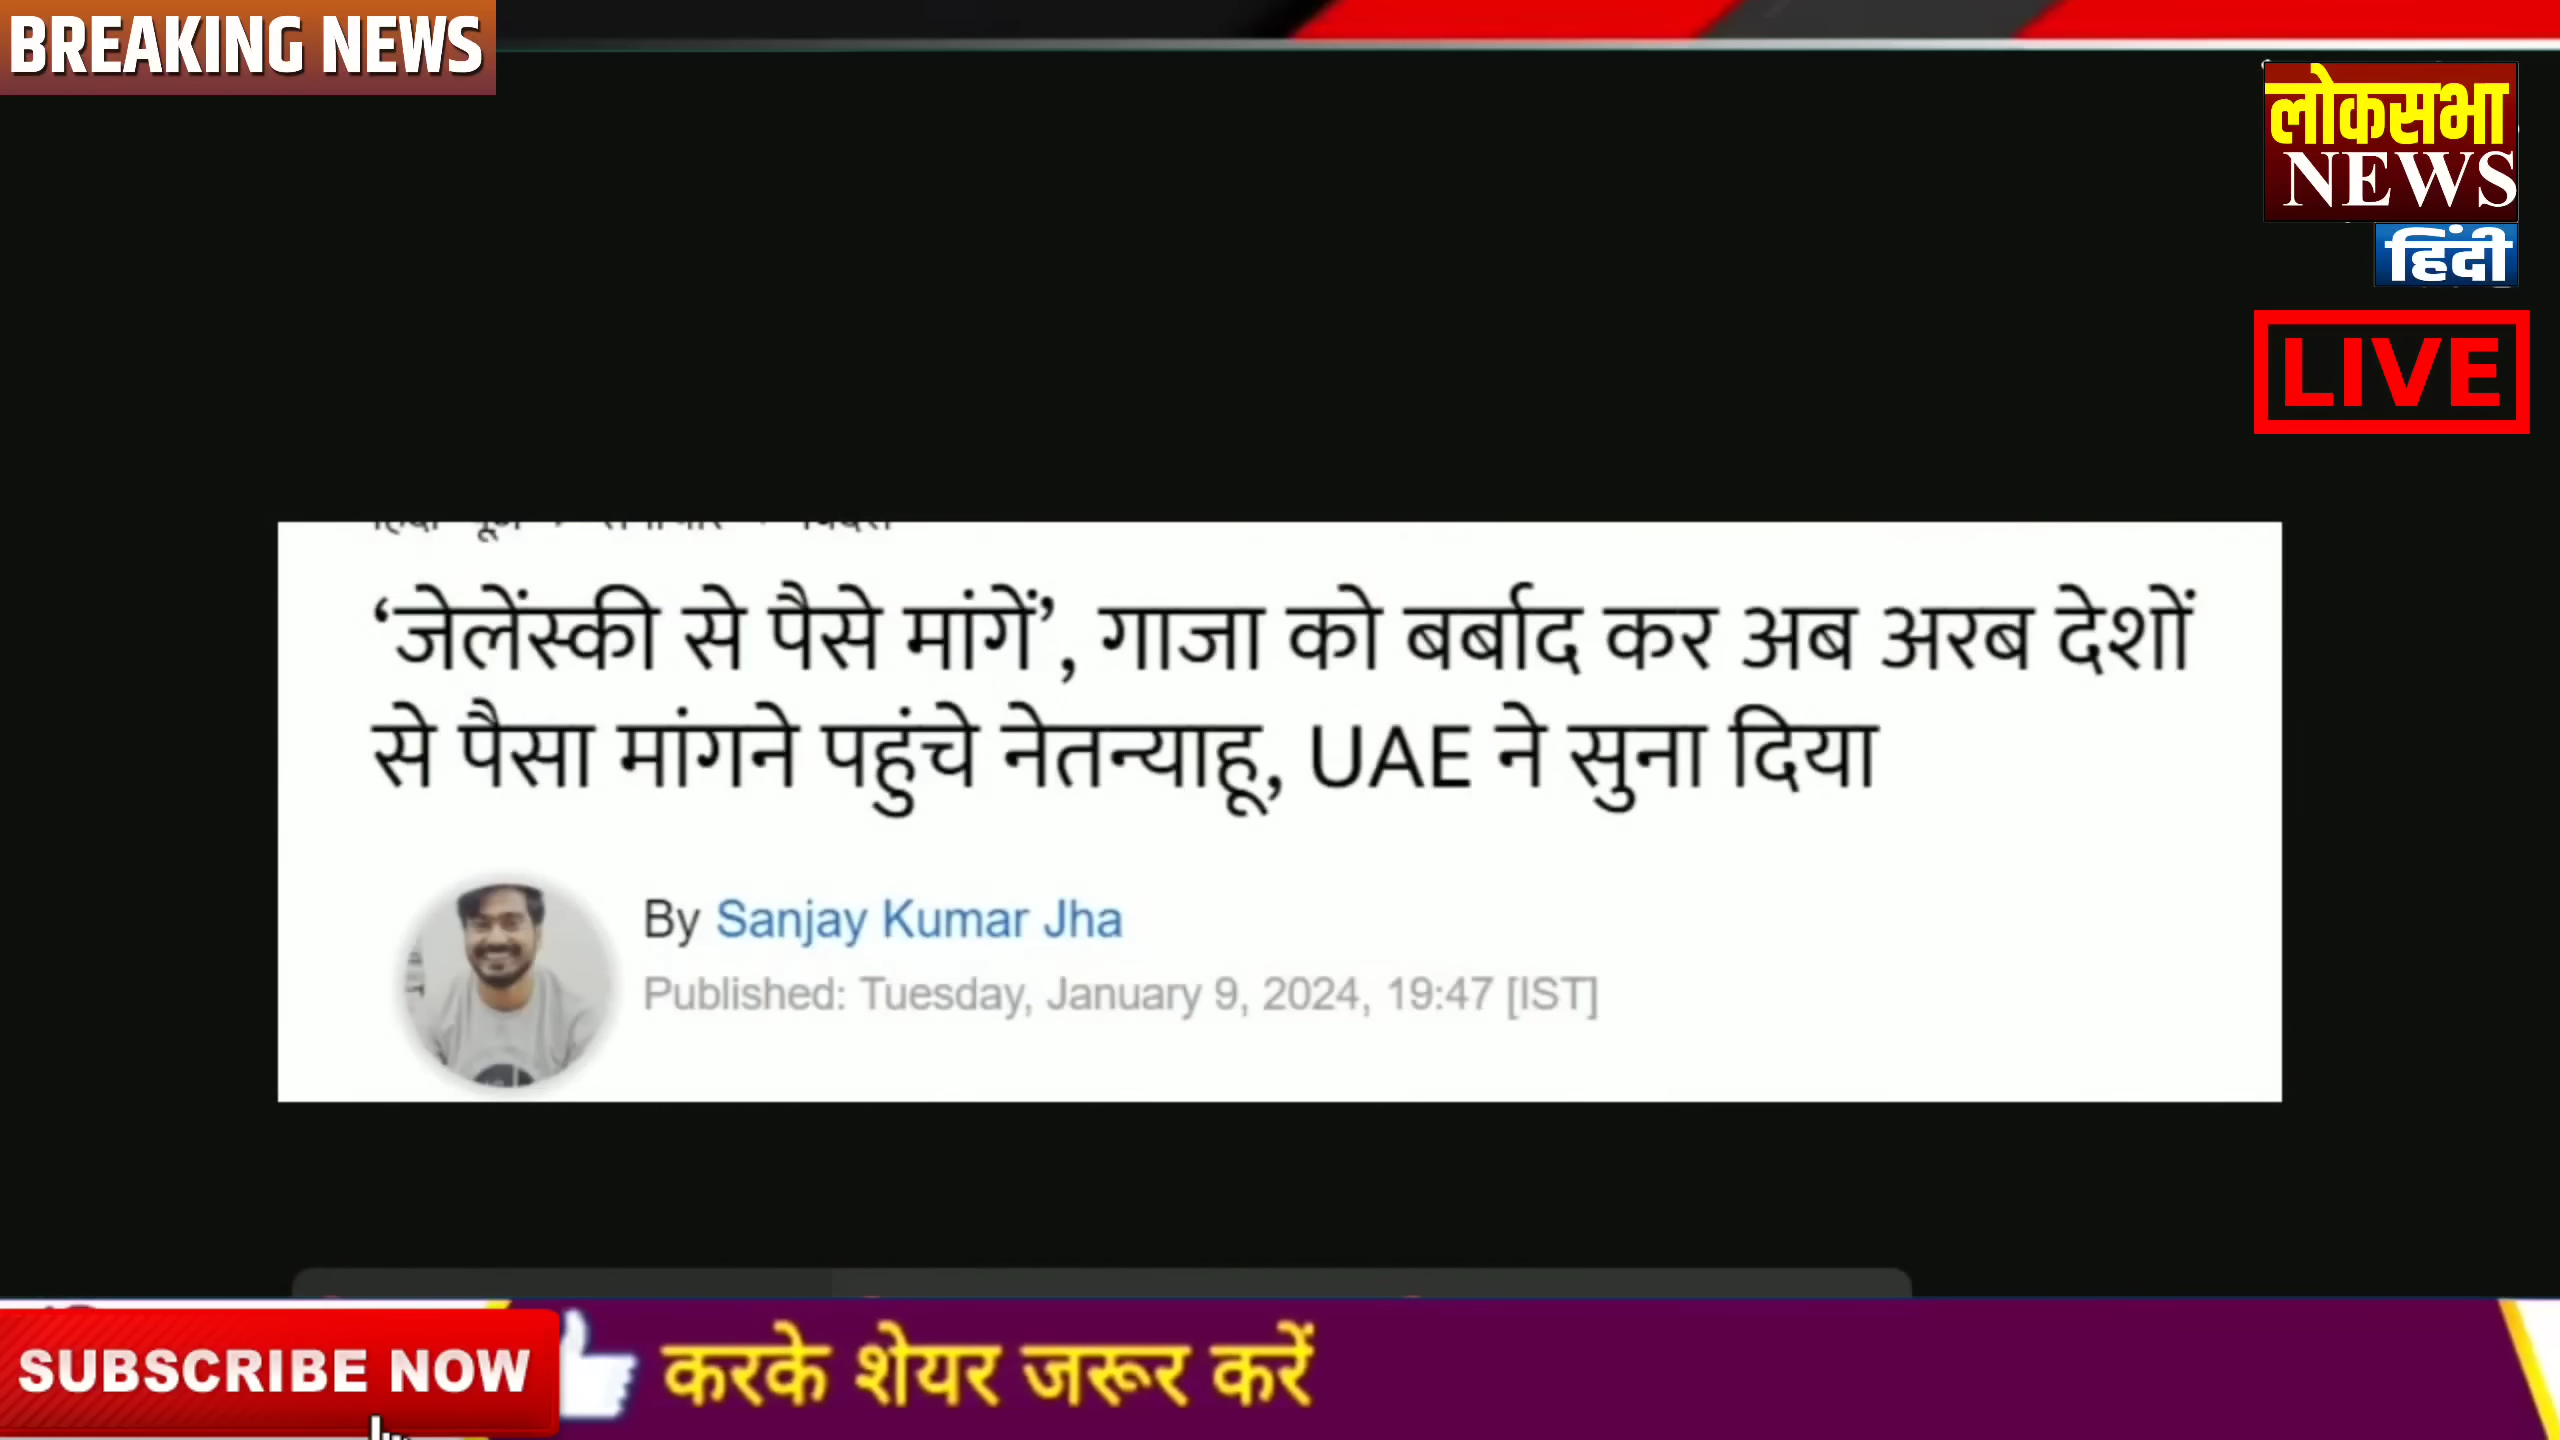 BREAKING NEWS
लोकसभा
NEWS
हिंदी
LIVE
‘जेलेंस्की से पैसे मांगें’, गाजा को बर्बाद कर अब अरब देशों
से पैसा मांगने पहुंचे नेतन्याहू, UAE ने सुना दिया
By Sanjay Kumar Jha
Published: Tuesday, January 9, 2024, 19:47 [IST]
SUBSCRIBE NOW
करके शेयर जरूर करें